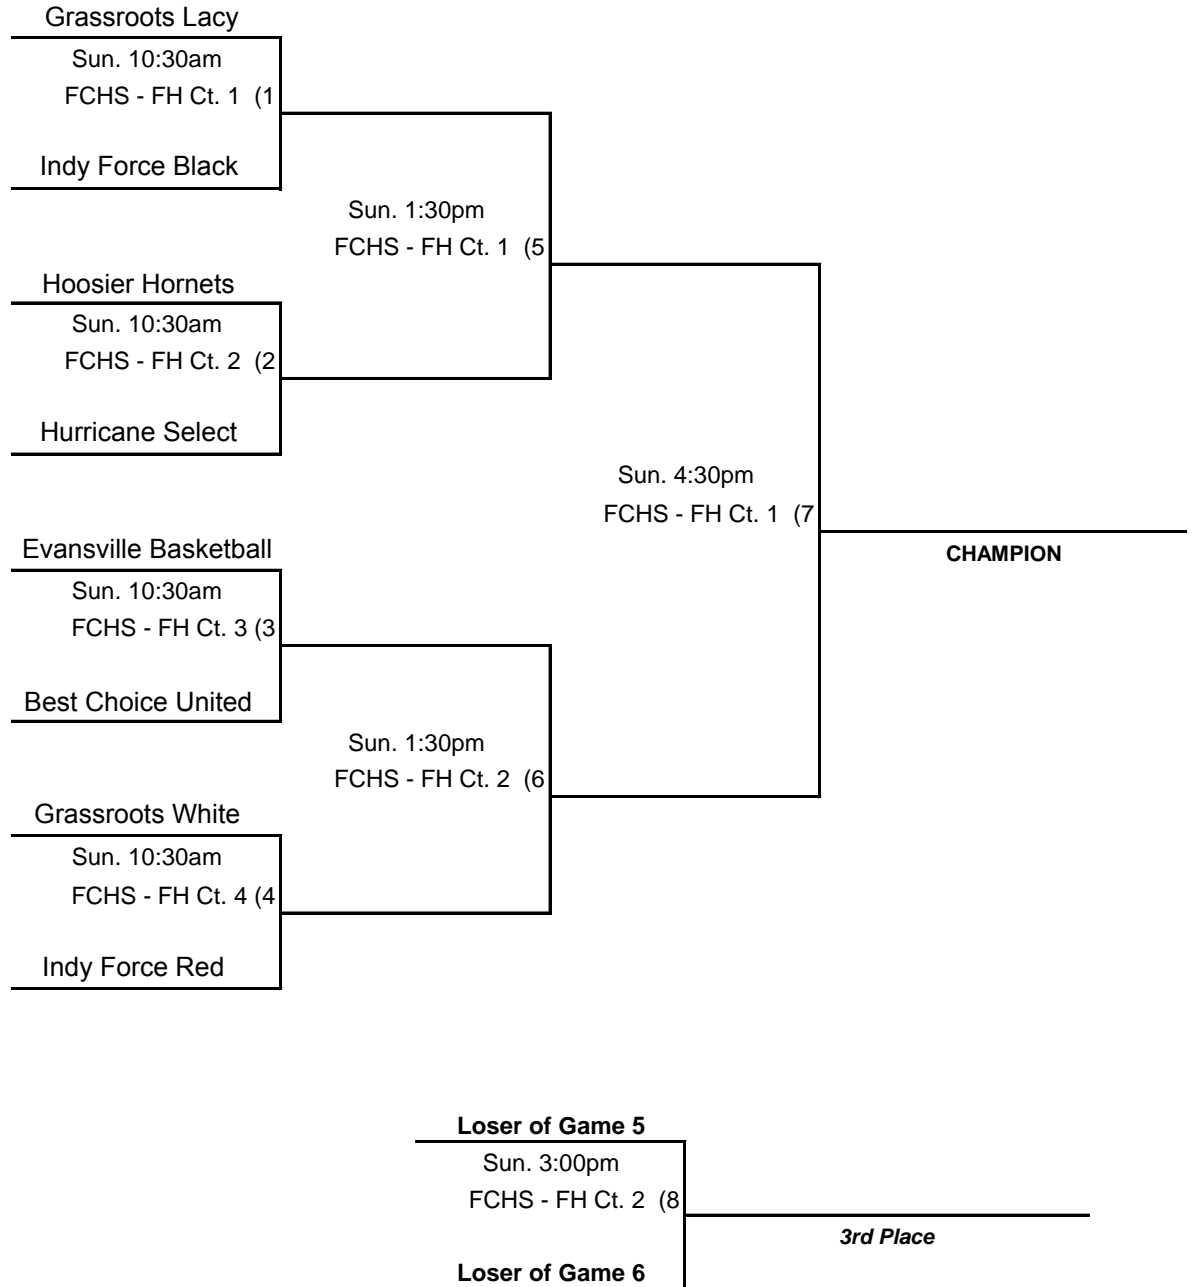 Grassroots Lacy
Sun. 10:30am
FCHS - FH Ct. 1 (1
Indy Force Black
Sun. 1:30pm
FCHS - FH Ct. 1 (5
Hoosier Hornets
Sun. 10:30am
FCHS - FH Ct. 2 (2
Hurricane Select
Sun. 4:30pm
FCHS - FH Ct. 1 (7
CHAMPION
Evansville Basketball
Sun. 10:30am
FCHS - FH Ct. 3 (3
Best Choice United
Sun. 1:30pm
FCHS - FH Ct. 2 (6
Grassroots White
Sun. 10:30am
FCHS - FH Ct. 4 (4
Indy Force Red
Loser of Game 5
Sun. 3:00pm
FCHS - FH Ct. 2 (8
3rd Place
Loser of Game 6